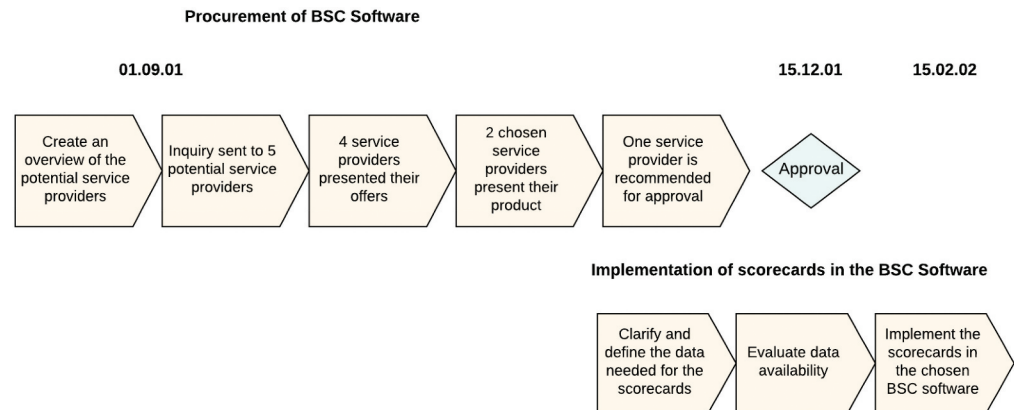 Procurement of BSC Software
01.09.01
15.12.01
15.02.02
Create an
overview of the
potential service
providers
Inquiry sent to 5
potential service
providers
4 service
providers
presented their
offers
2 chosen
service
providers
present their
product
One service
provider is
recommended
for approval
Approval
Implementation of scorecards in the BSC Software
Clarify and
define the data
needed for the
scorecards
Evaluate data
availability
Implement the
scorecards in
the chosen
BSC software